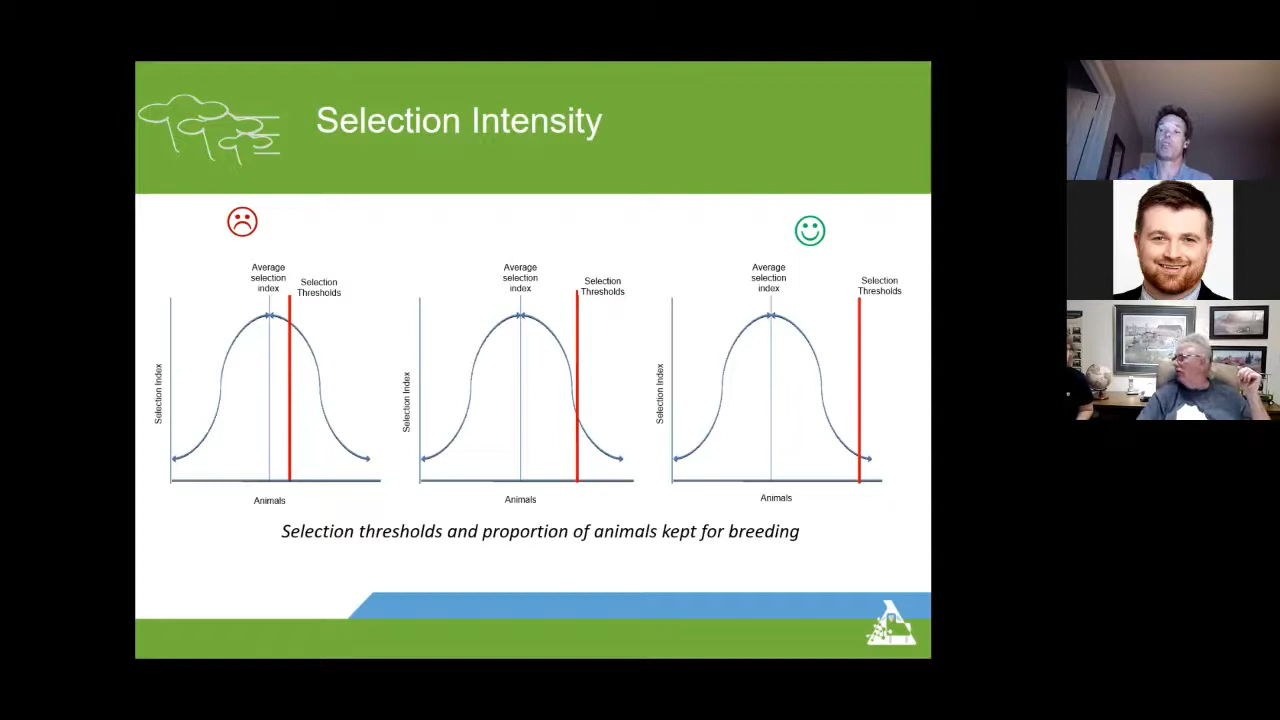 Selection Intensity
Average
selection
index
Selection
Thresholds
Selection Index
Animals
Average
selection
index
Selection
Thresholds
Selection Index
Animals
Average
selection
index
Selection
Thresholds
Selection Index
Animals
Selection thresholds and proportion of animals kept for breeding